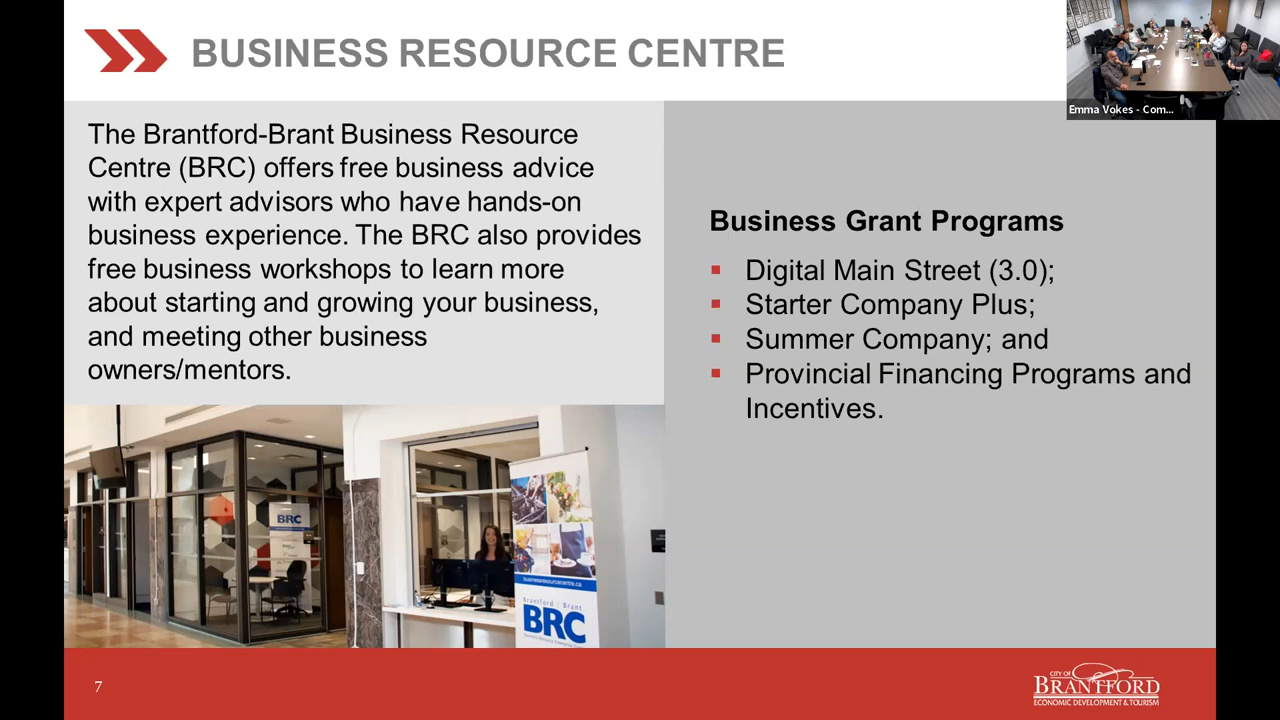 BUSINESS RESOURCE CENTRE
Emma Vokes - Com...
The Brantford-Brant Business Resource
Centre (BRC) offers free business advice
with expert advisors who have hands-on
business experience. The BRC also provides
free business workshops to learn more
about starting and growing your business,
and meeting other business
owners/mentors.
Business Grant Programs
▪ Digital Main Street (3.0);
▪ Starter Company Plus;
▪ Summer Company; and
▪ Provincial Financing Programs and
Incentives.
BRC
businessresourcecentre.ca
Brantford | Brant
BRC
7
CITY OF
BRANTFORD
ECONOMIC DEVELOPMENT & TOURISM